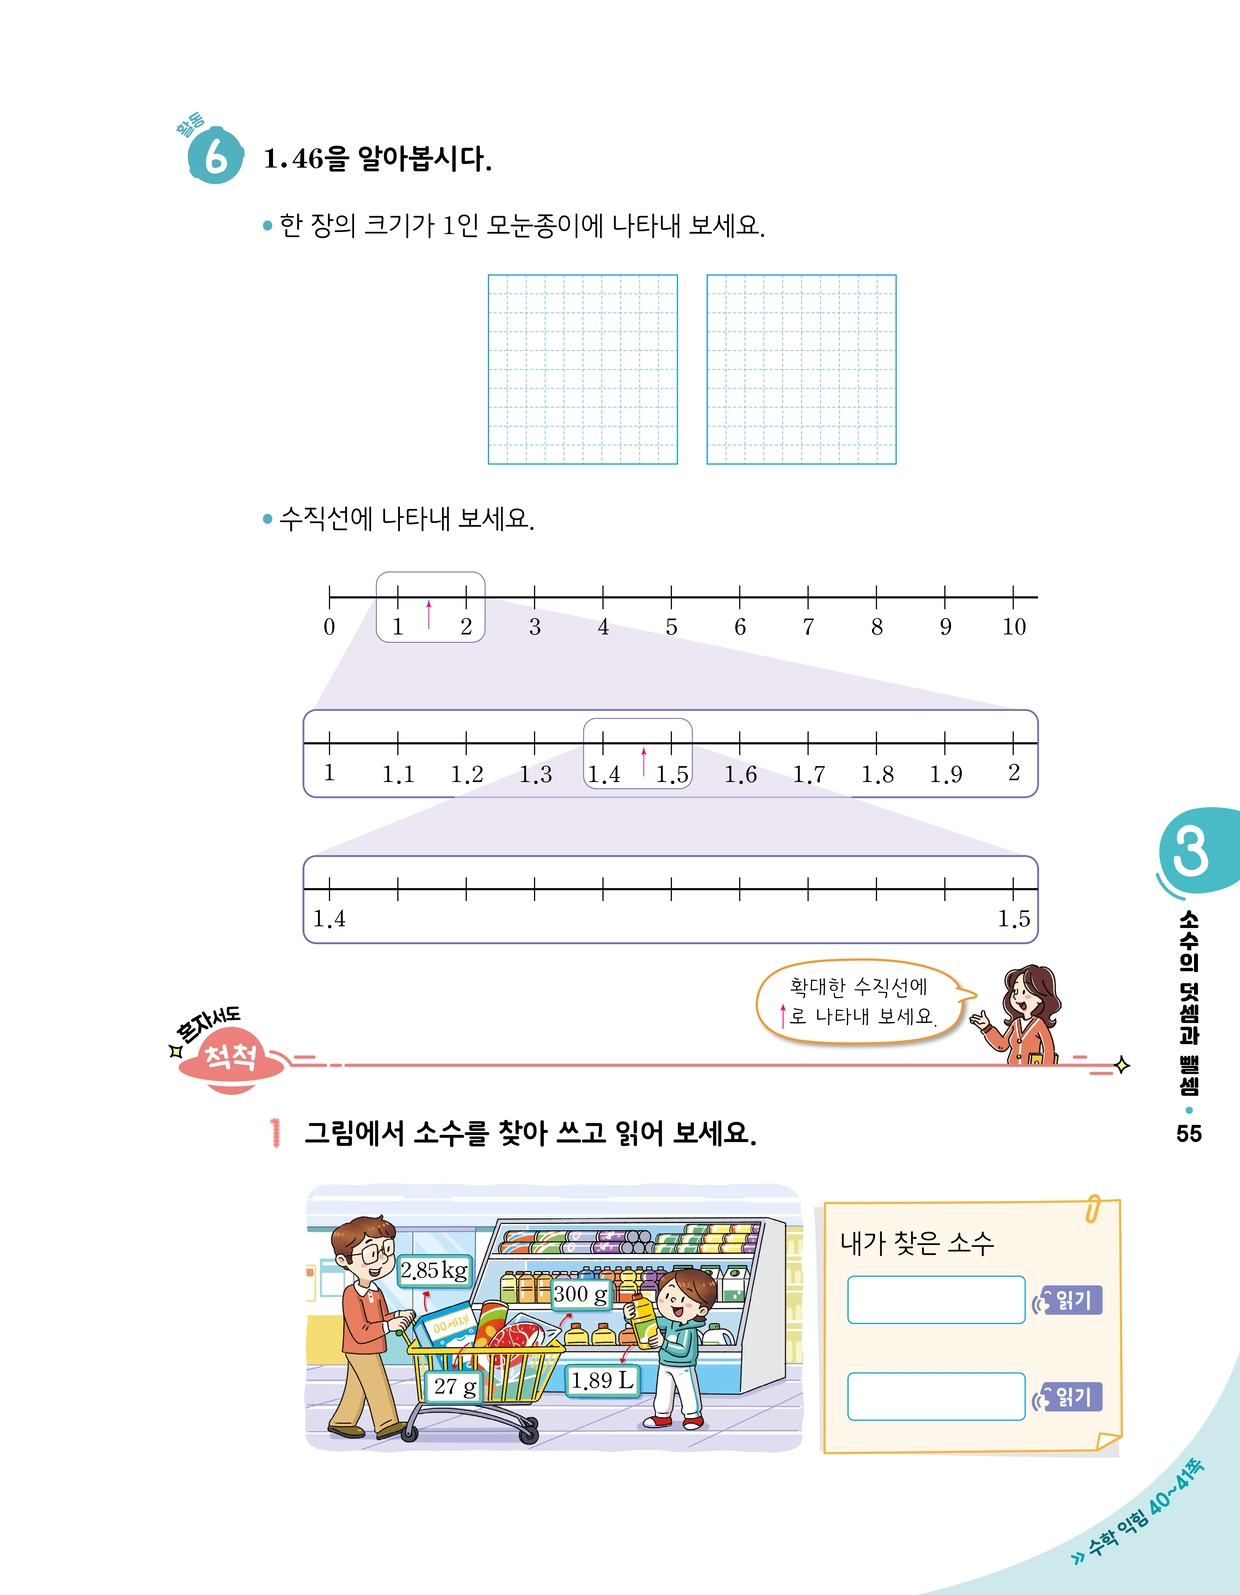 활동
6 1.46을 알아봅시다.
한 장의 크기가 1인 모눈종이에 나타내 보세요.
수직선에 나타내 보세요.
0 1 2 3 4 5 6 7 8 9 10
1 1.1 1.2 1.3 1.4 1.5 1.6 1.7 1.8 1.9 2
1.4 1.5
확대한 수직선에
↑로 나타내 보세요.
혼자서도
척척
1 그림에서 소수를 찾아 쓰고 읽어 보세요.
2.85 kg
300 g
OO세제
27 g
1.89 L
내가 찾은 소수
읽기
읽기
3
소수의 덧셈과 뺄셈
55
» 수학 익힘 40~41쪽